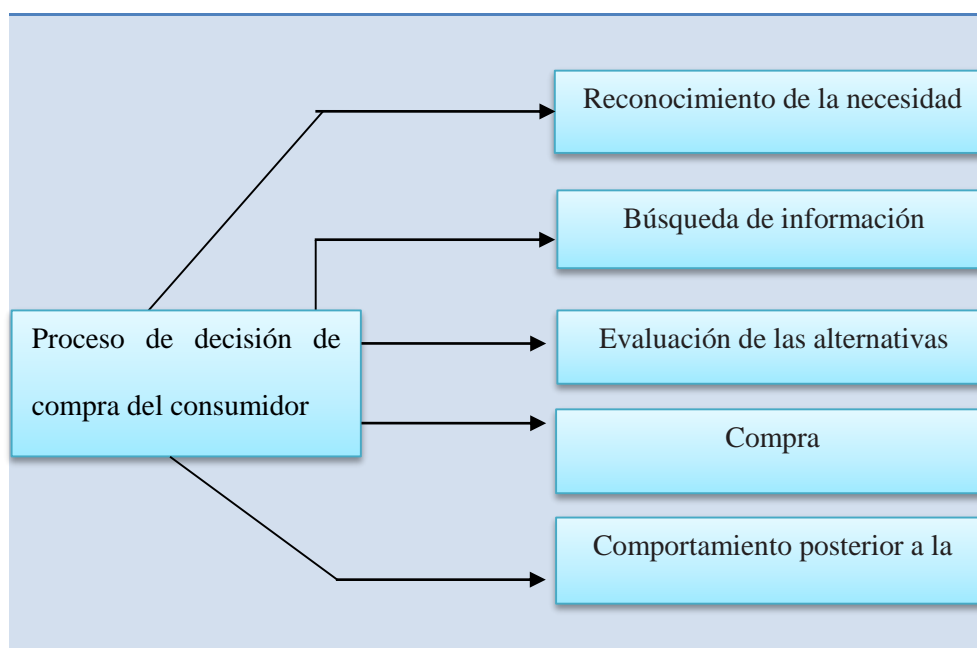 Reconocimiento de la necesidad
Búsqueda de información
Proceso de decisión de
compra del consumidor
Evaluación de las alternativas
Compra
Comportamiento posterior a la